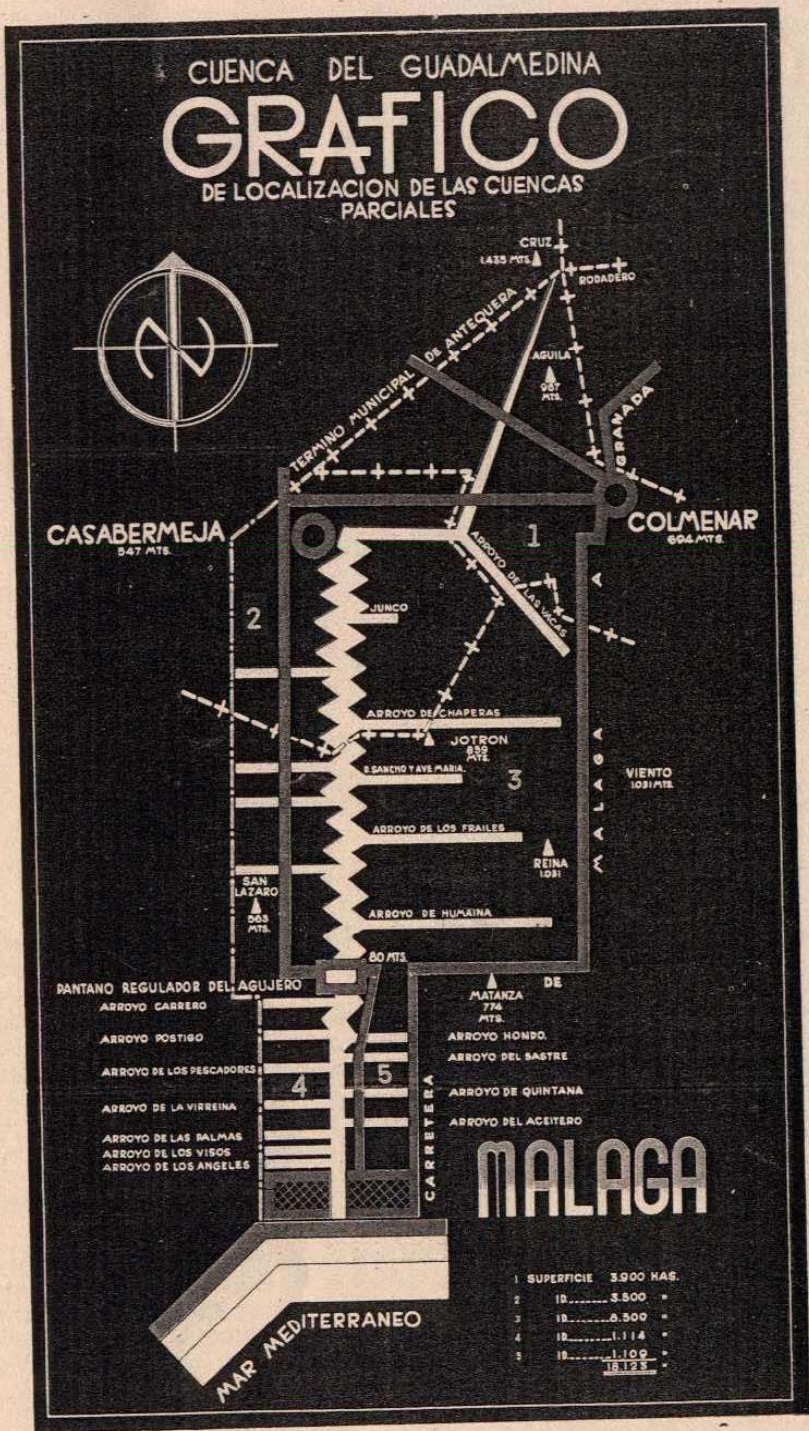 CUENCA DEL GUADALMEDINA
GRAFICO
DE LOCALIZACION DE LAS CUENCAS
PARCIALES
CRUZ
1.435 MTS.
RODADERO
TERMINO MUNICIPAL DE ANTEQUERA
AGUILA
987
MTS.
GRANADA
CASABERMEJA
547 MTS.
COLMENAR
694 MTS.
1
ARROYO DE LAS VACAS
A
2
JUNCO
ARROYO DE CHAPERAS
JOTRON
839
MTS.
MALAGA
D. SANCHO Y AVE MARIA.
3
VIENTO
1.031 MTS
ARROYO DE LOS FRAILES
REINA
1.031
SAN
LAZARO
563
MTS.
ARROYO DE HUMAINA
80 MTS.
PANTANO REGULADOR DEL AGUJERO
MATANZA
774
MTS.
DE
ARROYO CARRERO
ARROYO POSTIGO
ARROYO HONDO.
ARROYO DEL SASTRE
ARROYO DE LOS PESCADORES
4
5
ARROYO DE QUINTANA
ARROYO DE LA VIRREINA
ARROYO DEL ACEITERO
CARRETERA
ARROYO DE LAS PALMAS
ARROYO DE LOS VISOS
ARROYO DE LOS ANGELES
MALAGA
MAR MEDITERRANEO
1 SUPERFICIE 3.900 HAS.
2 ID........ 3.500 "
3 ID........ 8.500 "
4 ID........ 1.114 "
5 ID........ 1.109 "
18.123 "